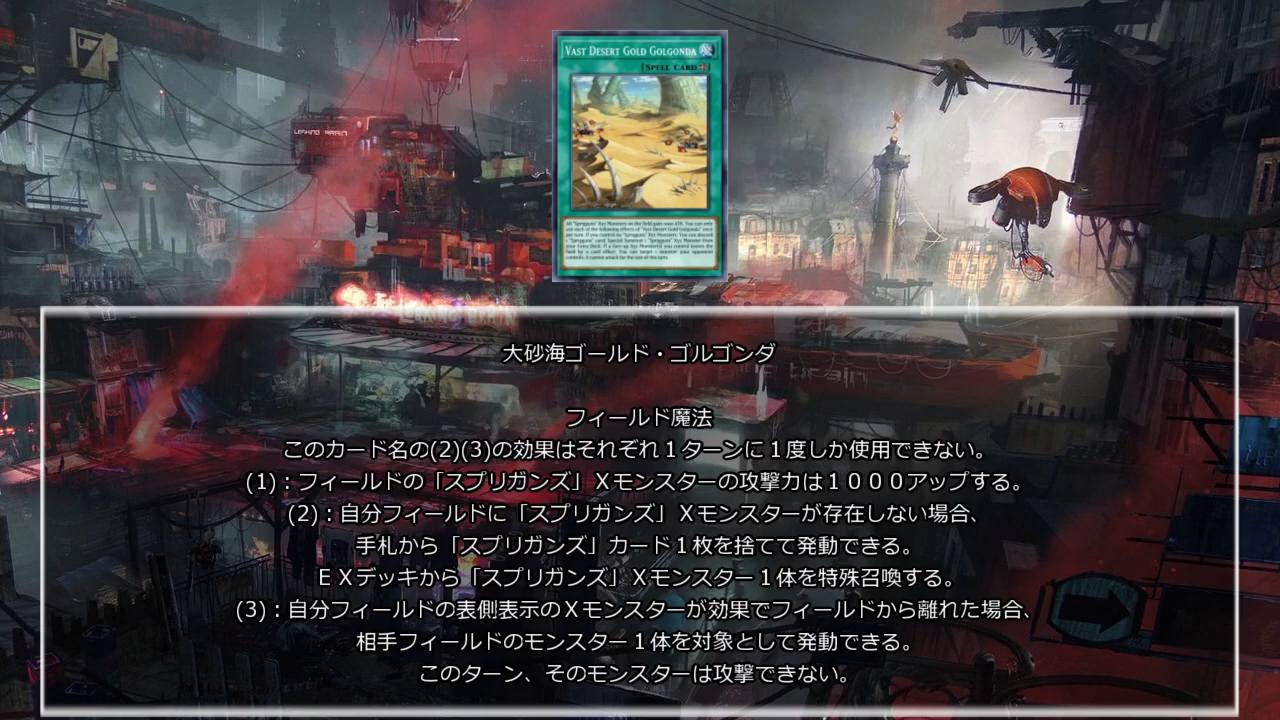 VAST DESERT GOLD GOLGONDA
[SPELL CARD
LEAKING BRAIN
大砂海ゴールド・ゴルゴンダ
フィールド魔法
このカード名の(2)(3)の効果はそれぞれ１ターンに１度しか使用できない。
(1)：フィールドの「スプリガンズ」Ｘモンスターの攻撃力は１０００アップする。
(2)：自分フィールドに「スプリガンズ」Ｘモンスターが存在しない場合、
手札から「スプリガンズ」カード１枚を捨てて発動できる。
ＥＸデッキから「スプリガンズ」Ｘモンスター１体を特殊召喚する。
(3)：自分フィールドの表側表示のＸモンスターが効果でフィールドから離れた場合、
相手フィールドのモンスター１体を対象として発動できる。
このターン、そのモンスターは攻撃できない。